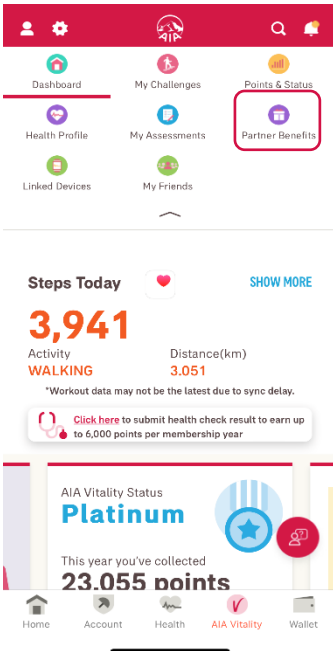 AIA
Dashboard
My Challenges
Points & Status
Health Profile
My Assessments
Partner Benefits
Linked Devices
My Friends
Steps Today
SHOW MORE
3,941
Activity
Distance(km)
WALKING
3.051
*Workout data may not be the latest due to sync delay.
Click here to submit health check result to earn up
to 6,000 points per membership year
AIA Vitality Status
Platinum
This year you've collected
23,055 points
Home
Account
Health
AIA Vitality
Wallet